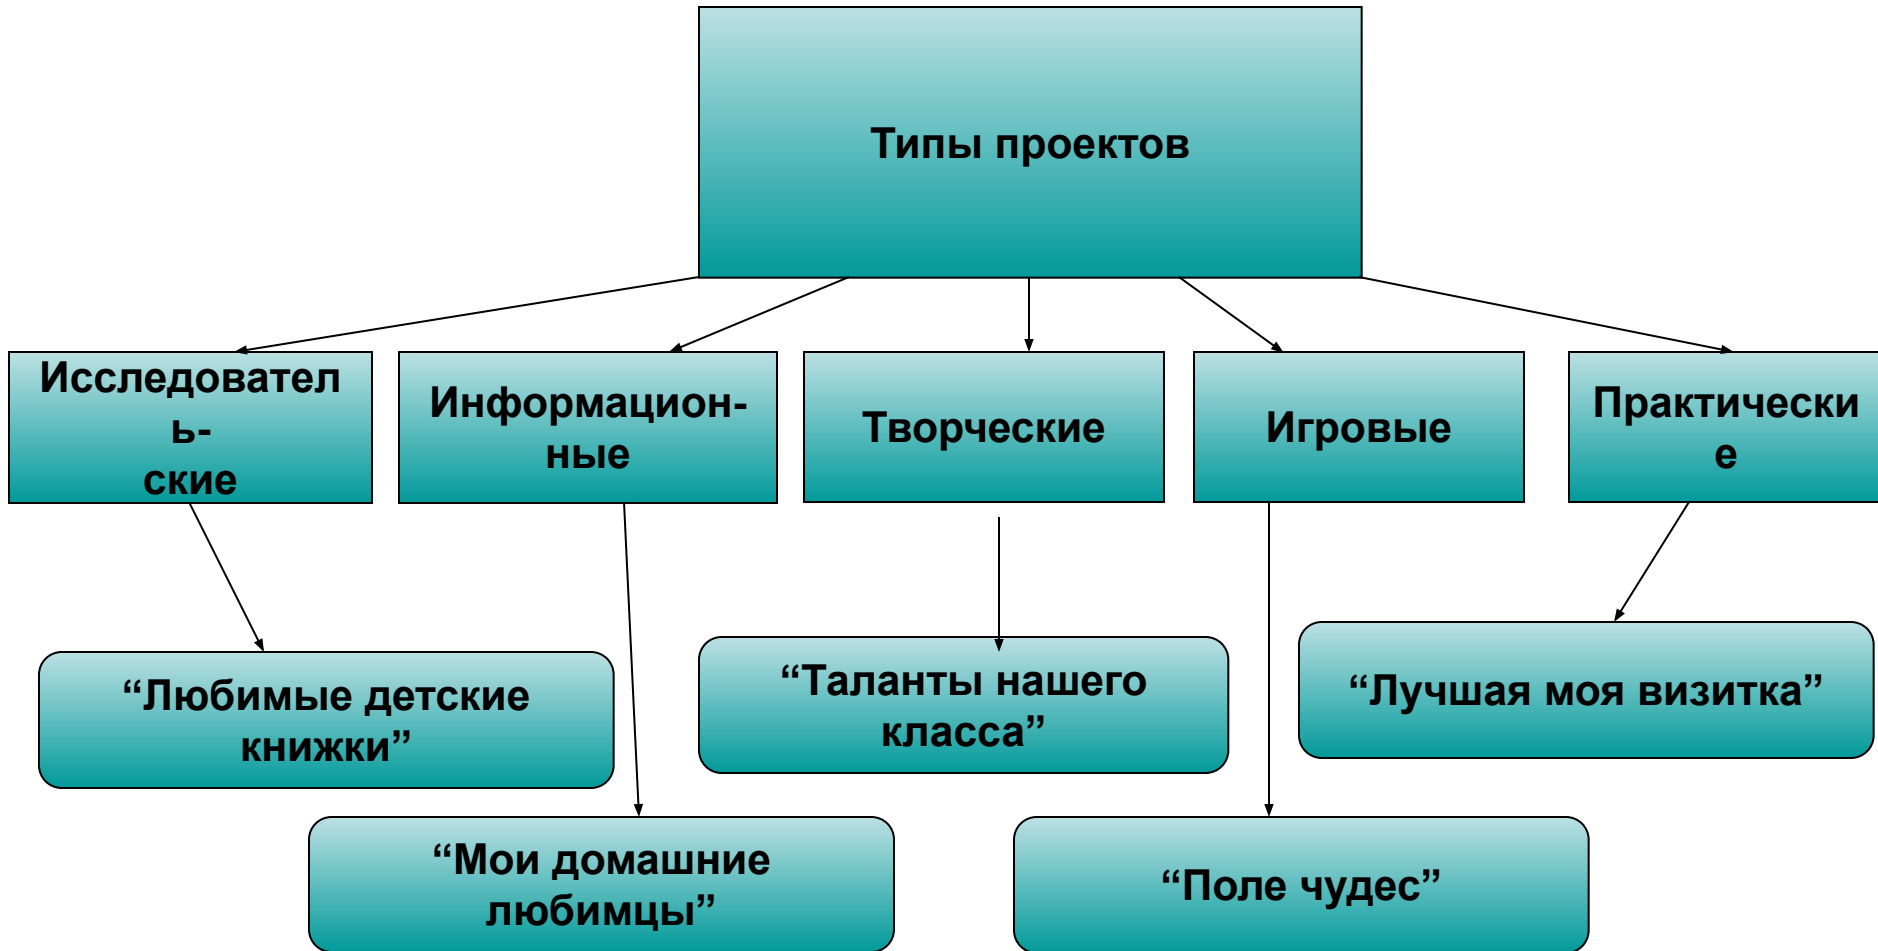 Типы проектов
Исследовател
ь-
ские
Информацион-
ные
Творческие
Игровые
Практически
е
“Любимые детские
книжки”
“Таланты нашего
класса”
“Лучшая моя визитка”
“Мои домашние
любимцы”
“Поле чудес”